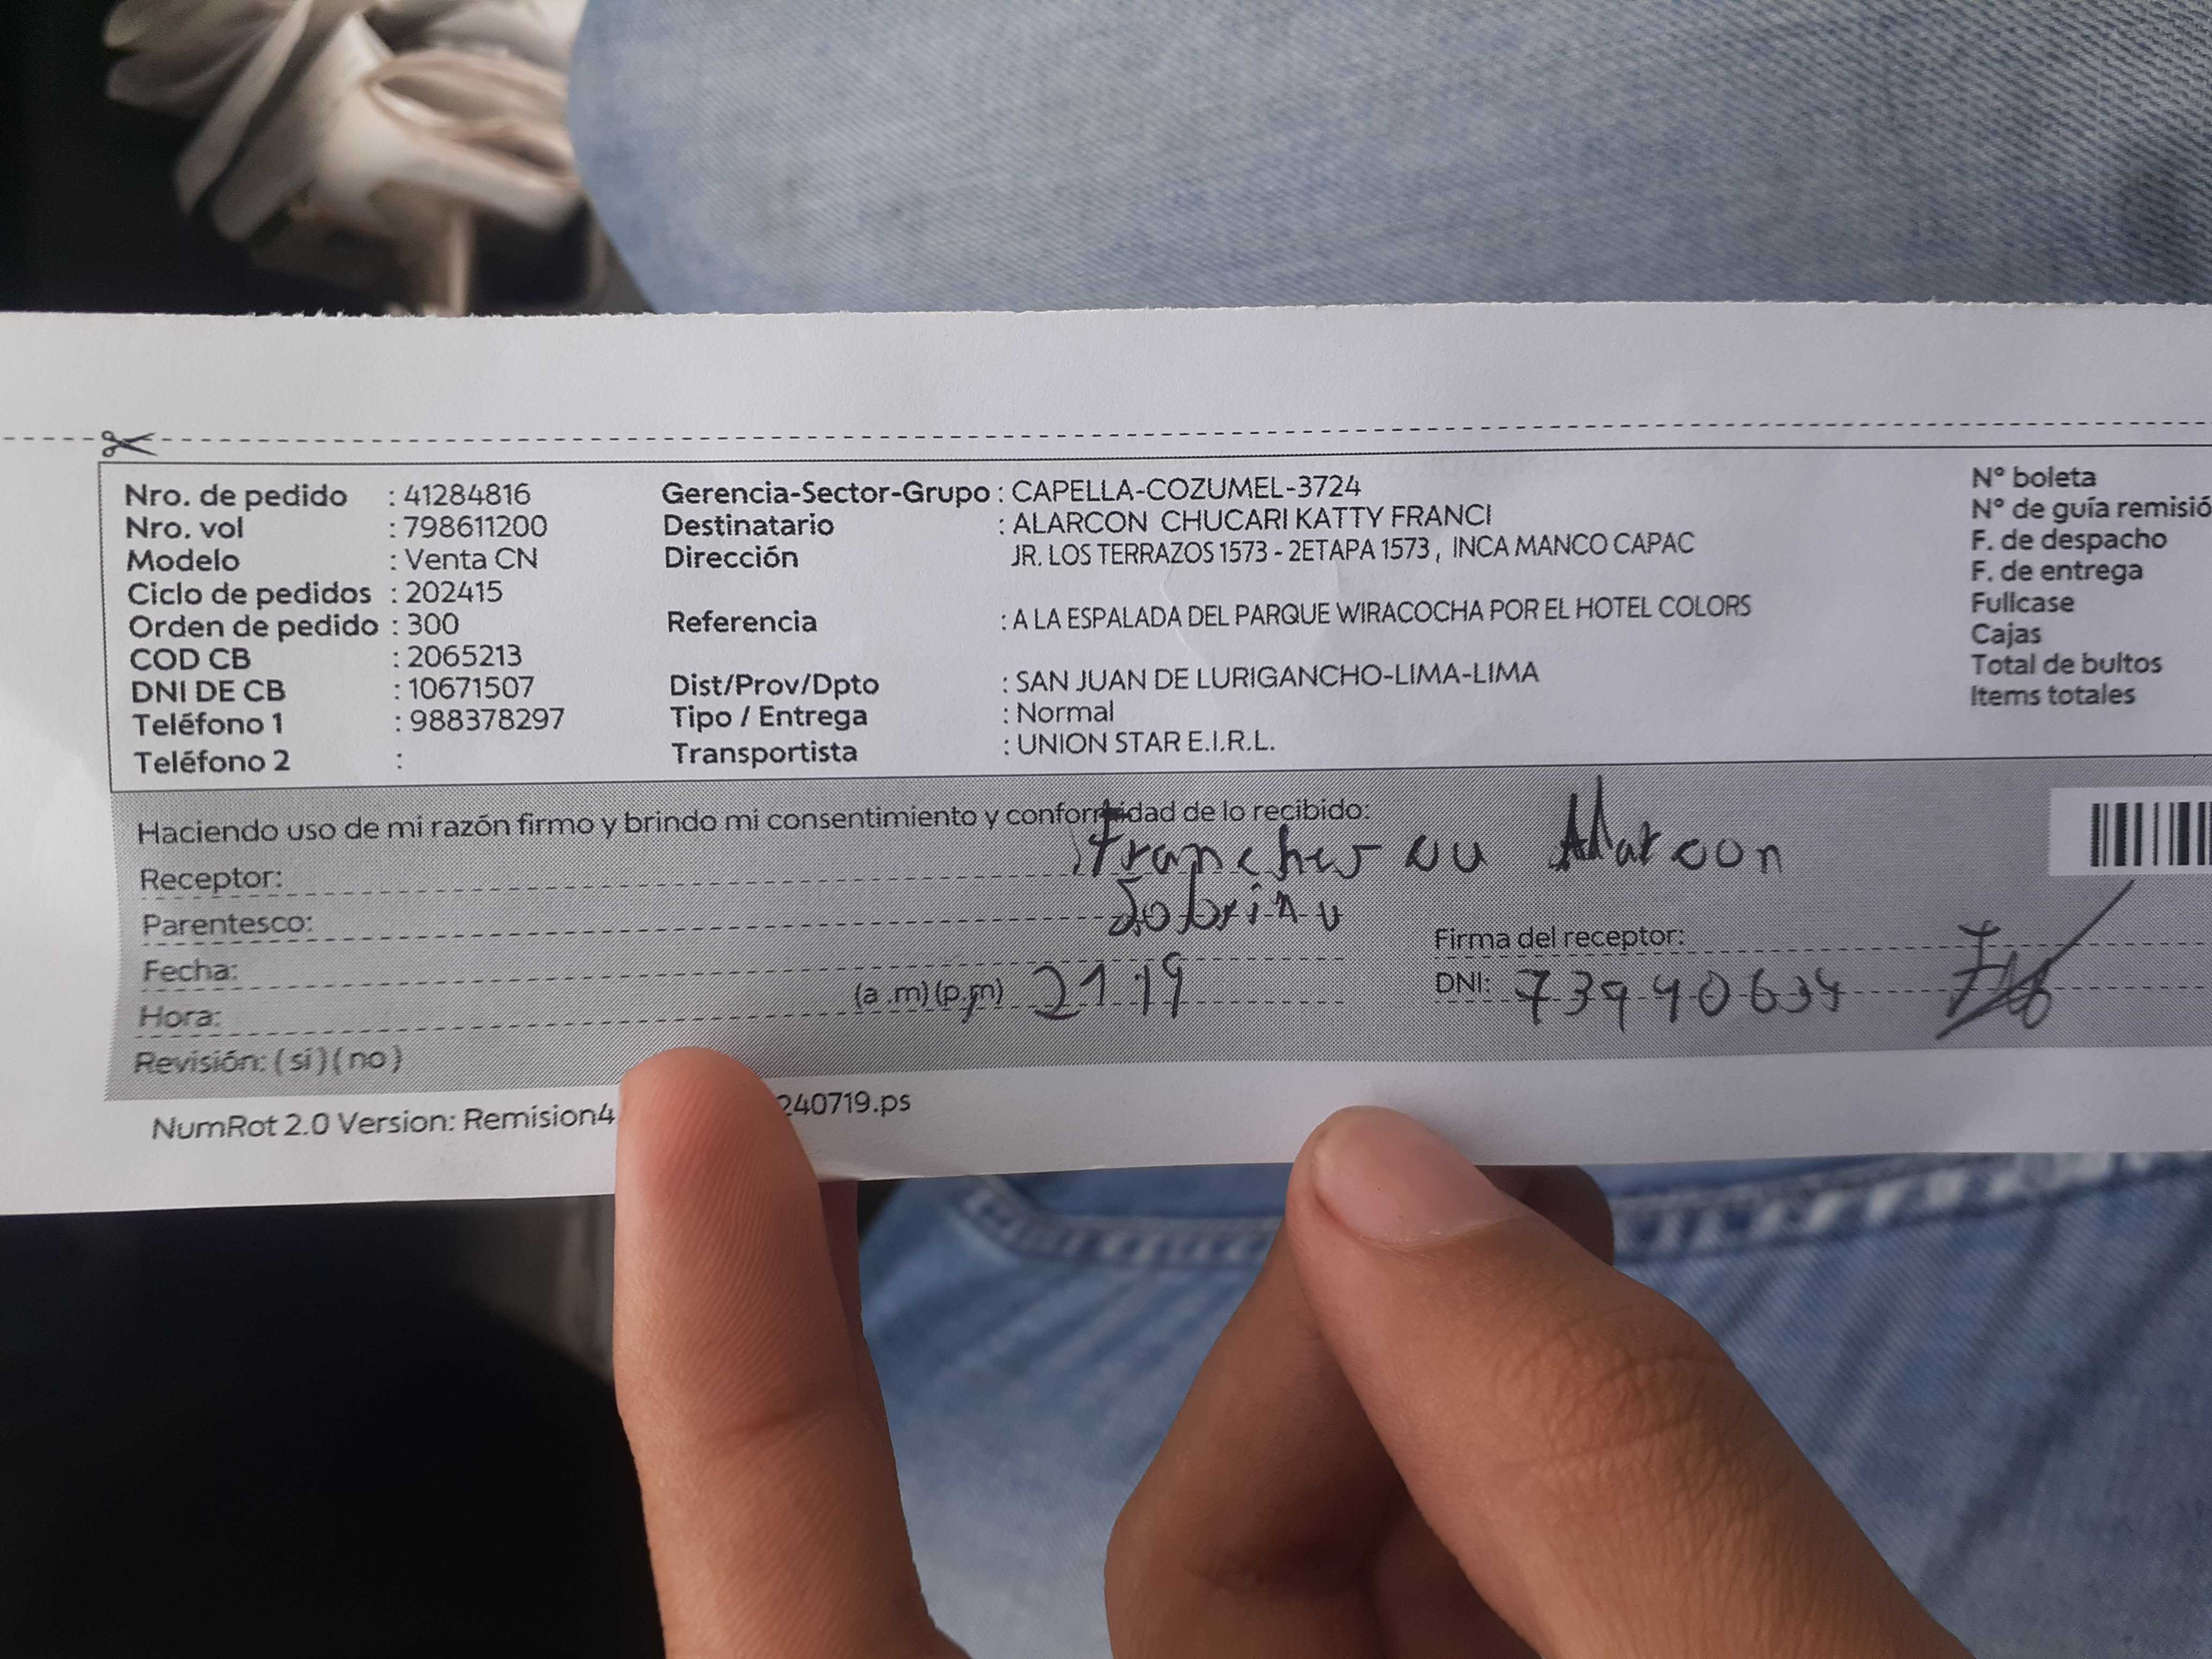 Nro. de pedido : 41284816
Nro. vol : 798611200
Modelo : Venta CN
Ciclo de pedidos : 202415
Orden de pedido : 300
COD CB : 2065213
DNI DE CB : 10671507
Teléfono 1 : 988378297
Teléfono 2 :
Gerencia-Sector-Grupo : CAPELLA-COZUMEL-3724
Destinatario : ALARCON CHUCARI KATTY FRANCI
Dirección JR. LOS TERRAZOS 1573 - 2ETAPA 1573 , INCA MANCO CAPAC
Referencia : A LA ESPALADA DEL PARQUE WIRACOCHA POR EL HOTEL COLORS
Dist/Prov/Dpto : SAN JUAN DE LURIGANCHO-LIMA-LIMA
Tipo / Entrega : Normal
Transportista : UNION STAR E.I.R.L.
N° boleta
N° de guía remisió
F. de despacho
F. de entrega
Fullcase
Cajas
Total de bultos
Items totales
Haciendo uso de mi razón firmo y brindo mi consentimiento y conformidad de lo recibido:
Receptor: Alarcon
Parentesco: Sobrino
Fecha:
Firma del receptor:
Hora: (a .m) (p.m) 21 19
DNI: 73940634
Revisión: ( si ) ( no )
NumRot 2.0 Version: Remision4 240719.ps